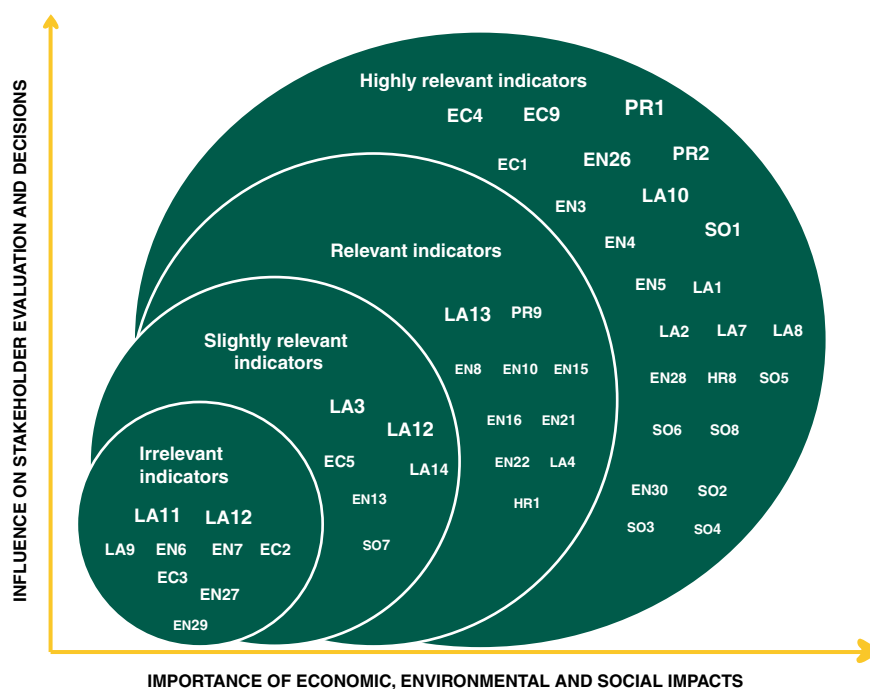 INFLUENCE ON STAKEHOLDER EVALUATION AND DECISIONS
Highly relevant indicators
EC4 EC9 PR1
EC1 EN26 PR2
EN3 LA10
EN4 SO1
EN5 LA1
LA2 LA7 LA8
EN28 HR8 SO5
SO6 SO8
EN30 SO2
SO3 SO4
Relevant indicators
LA13 PR9
EN8 EN10 EN15
EN16 EN21
EN22 LA4
HR1
Slightly relevant
indicators
LA3
LA12
EC5 LA14
EN13
SO7
Irrelevant
indicators
LA11 LA12
LA9 EN6 EN7 EC2
EC3
EN27
EN29
IMPORTANCE OF ECONOMIC, ENVIRONMENTAL AND SOCIAL IMPACTS